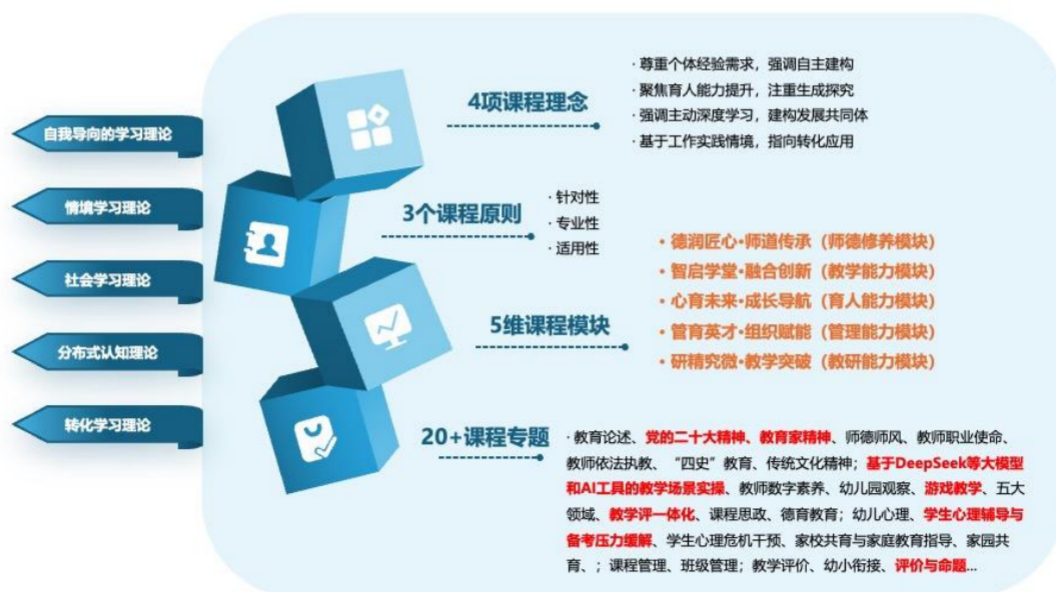 自我导向的学习理论
情境学习理论
社会学习理论
分布式认知理论
转化学习理论
4项课程理念
· 尊重个体经验需求，强调自主建构
· 聚焦育人能力提升，注重生成探究
· 强调主动深度学习，建构发展共同体
· 基于工作实践情境，指向转化应用
3个课程原则
· 针对性
· 专业性
· 适用性
5维课程模块
• 德润匠心•师道传承（师德修养模块）
• 智启学堂•融合创新（教学能力模块）
• 心育未来•成长导航（育人能力模块）
• 管育英才•组织赋能（管理能力模块）
• 研精究微•教学突破（教研能力模块）
20+课程专题
· 教育论述、党的二十大精神、教育家精神、师德师风、教师职业使命、
教师依法执教、“四史”教育、传统文化精神；基于DeepSeek等大模型
和AI工具的教学场景实操、教师数字素养、幼儿园观察、游戏教学、五大
领域、教学评一体化、课程思政、德育教育；幼儿心理、学生心理辅导与
备考压力缓解、学生心理危机干预、家校共育与家庭教育指导、家园共
育、；课程管理、班级管理；教学评价、幼小衔接、评价与命题...